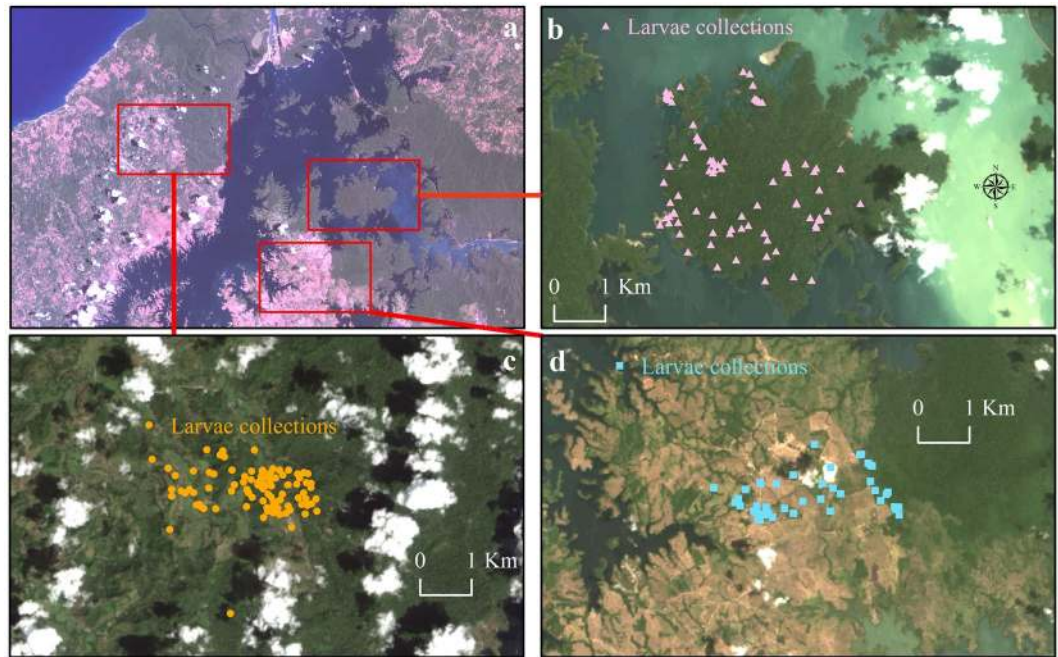 a
b
Larvae collections
N
W E
S
0 1 Km
c
Larvae collections
0 1 Km
d
Larvae collections
0 1 Km